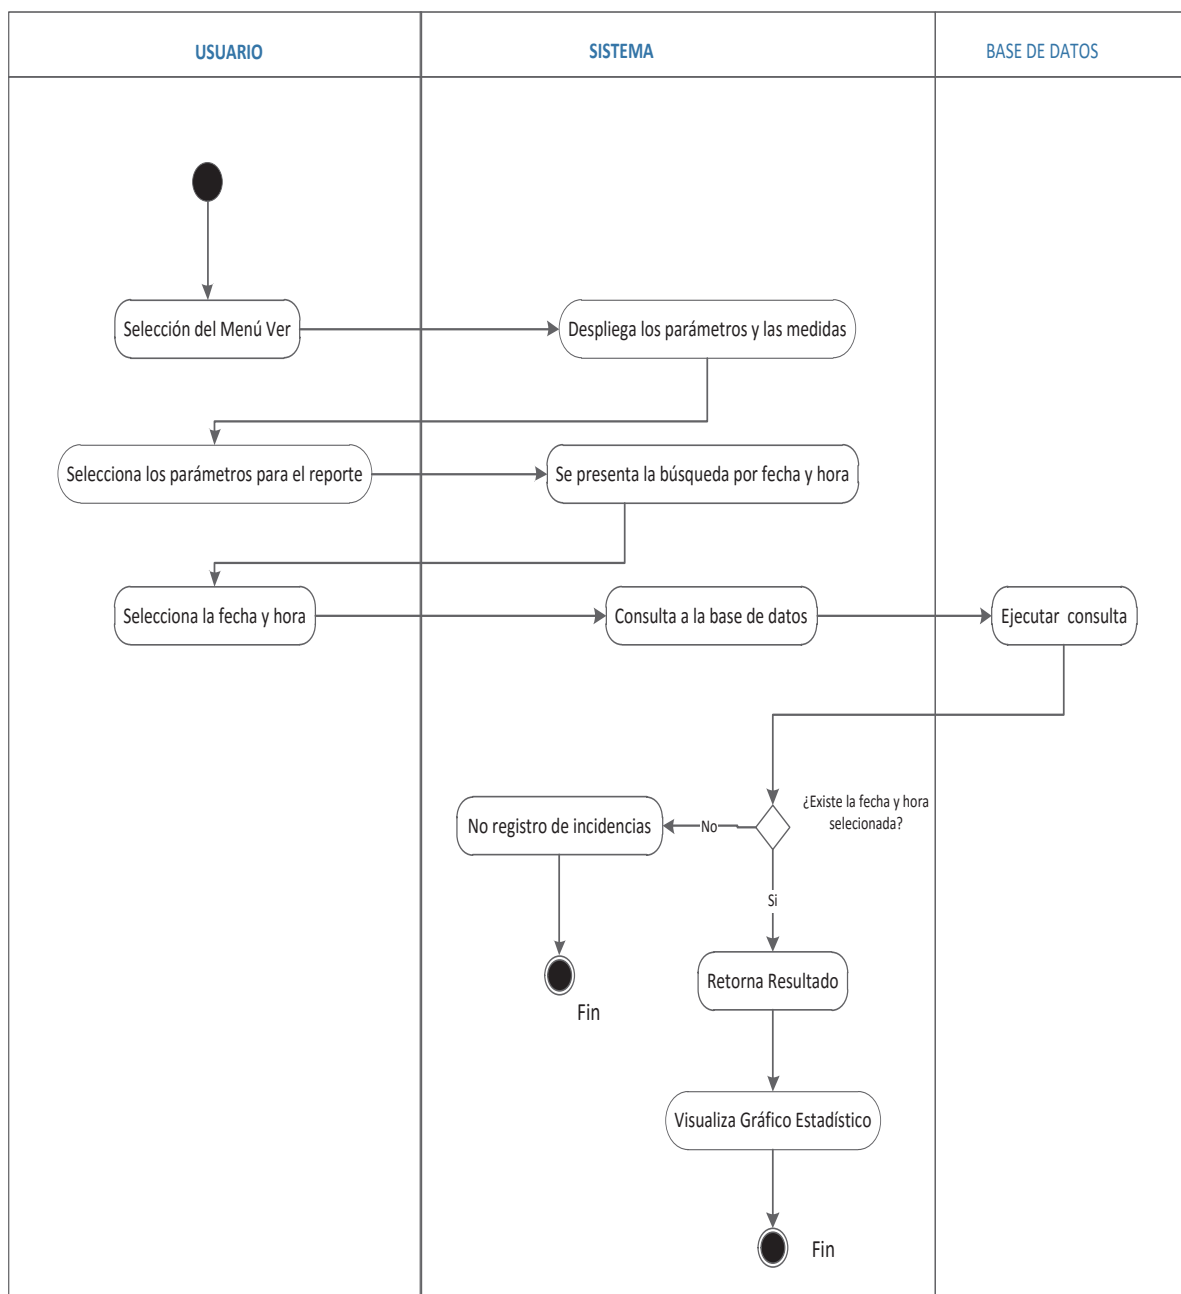 USUARIO
SISTEMA
BASE DE DATOS
Selección del Menú Ver
Despliega los parámetros y las medidas
Selecciona los parámetros para el reporte
Se presenta la búsqueda por fecha y hora
Selecciona la fecha y hora
Consulta a la base de datos
Ejecutar consulta
¿Existe la fecha y hora
selecionada?
No registro de incidencias
No
Si
Retorna Resultado
Fin
Visualiza Gráfico Estadístico
Fin